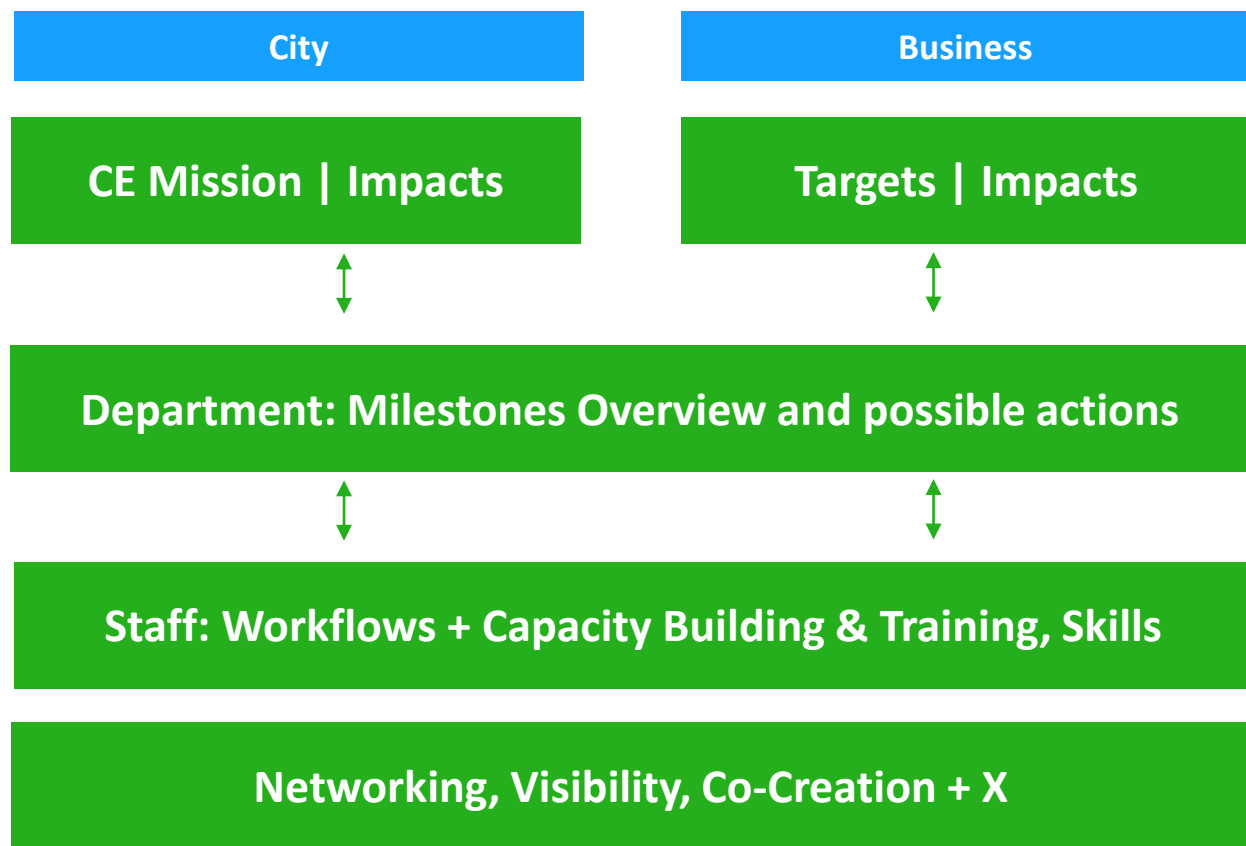 City
Business
CE Mission | Impacts
Targets | Impacts
Department: Milestones Overview and possible actions
Staff: Workflows + Capacity Building & Training, Skills
Networking, Visibility, Co-Creation + X